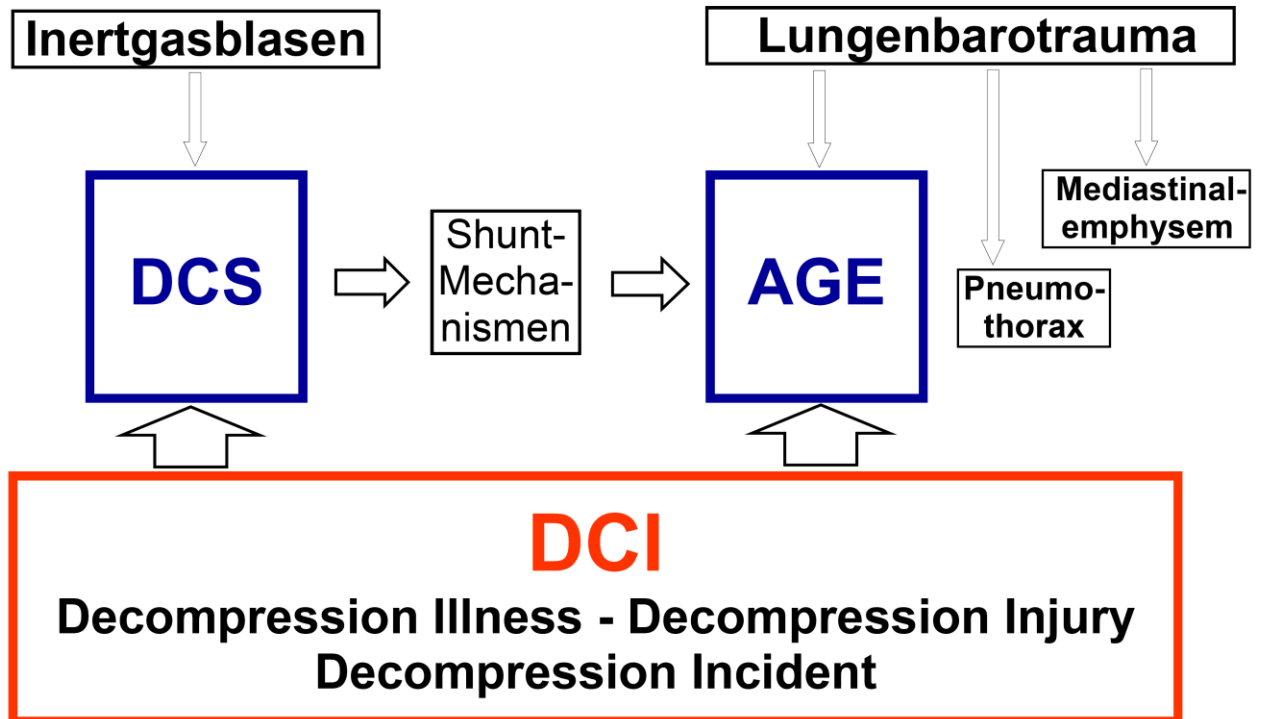 Inertgasblasen
Lungenbarotrauma
DCS
Shunt-
Mecha-
nismen
AGE
Mediastinal-
emphysem
Pneumo-
thorax
DCI
Decompression Illness - Decompression Injury
Decompression Incident